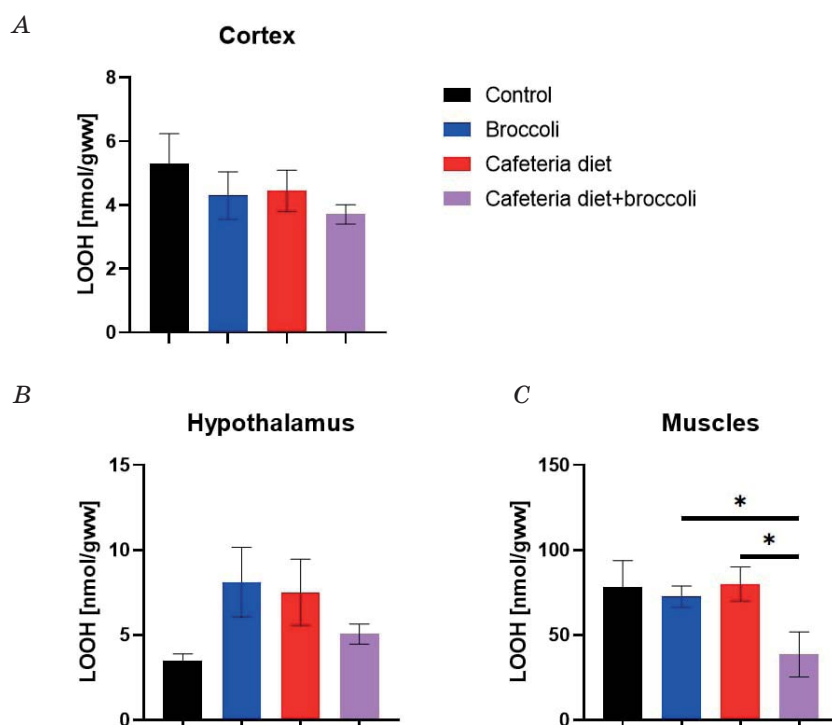 A
Cortex
LOOH [nmol/gww]
8
6
4
2
0
Control
Broccoli
Cafeteria diet
Cafeteria diet+broccoli
B
Hypothalamus
LOOH [nmol/gww]
15
10
5
0
C
Muscles
LOOH [nmol/gww]
150
100
50
0
*
*